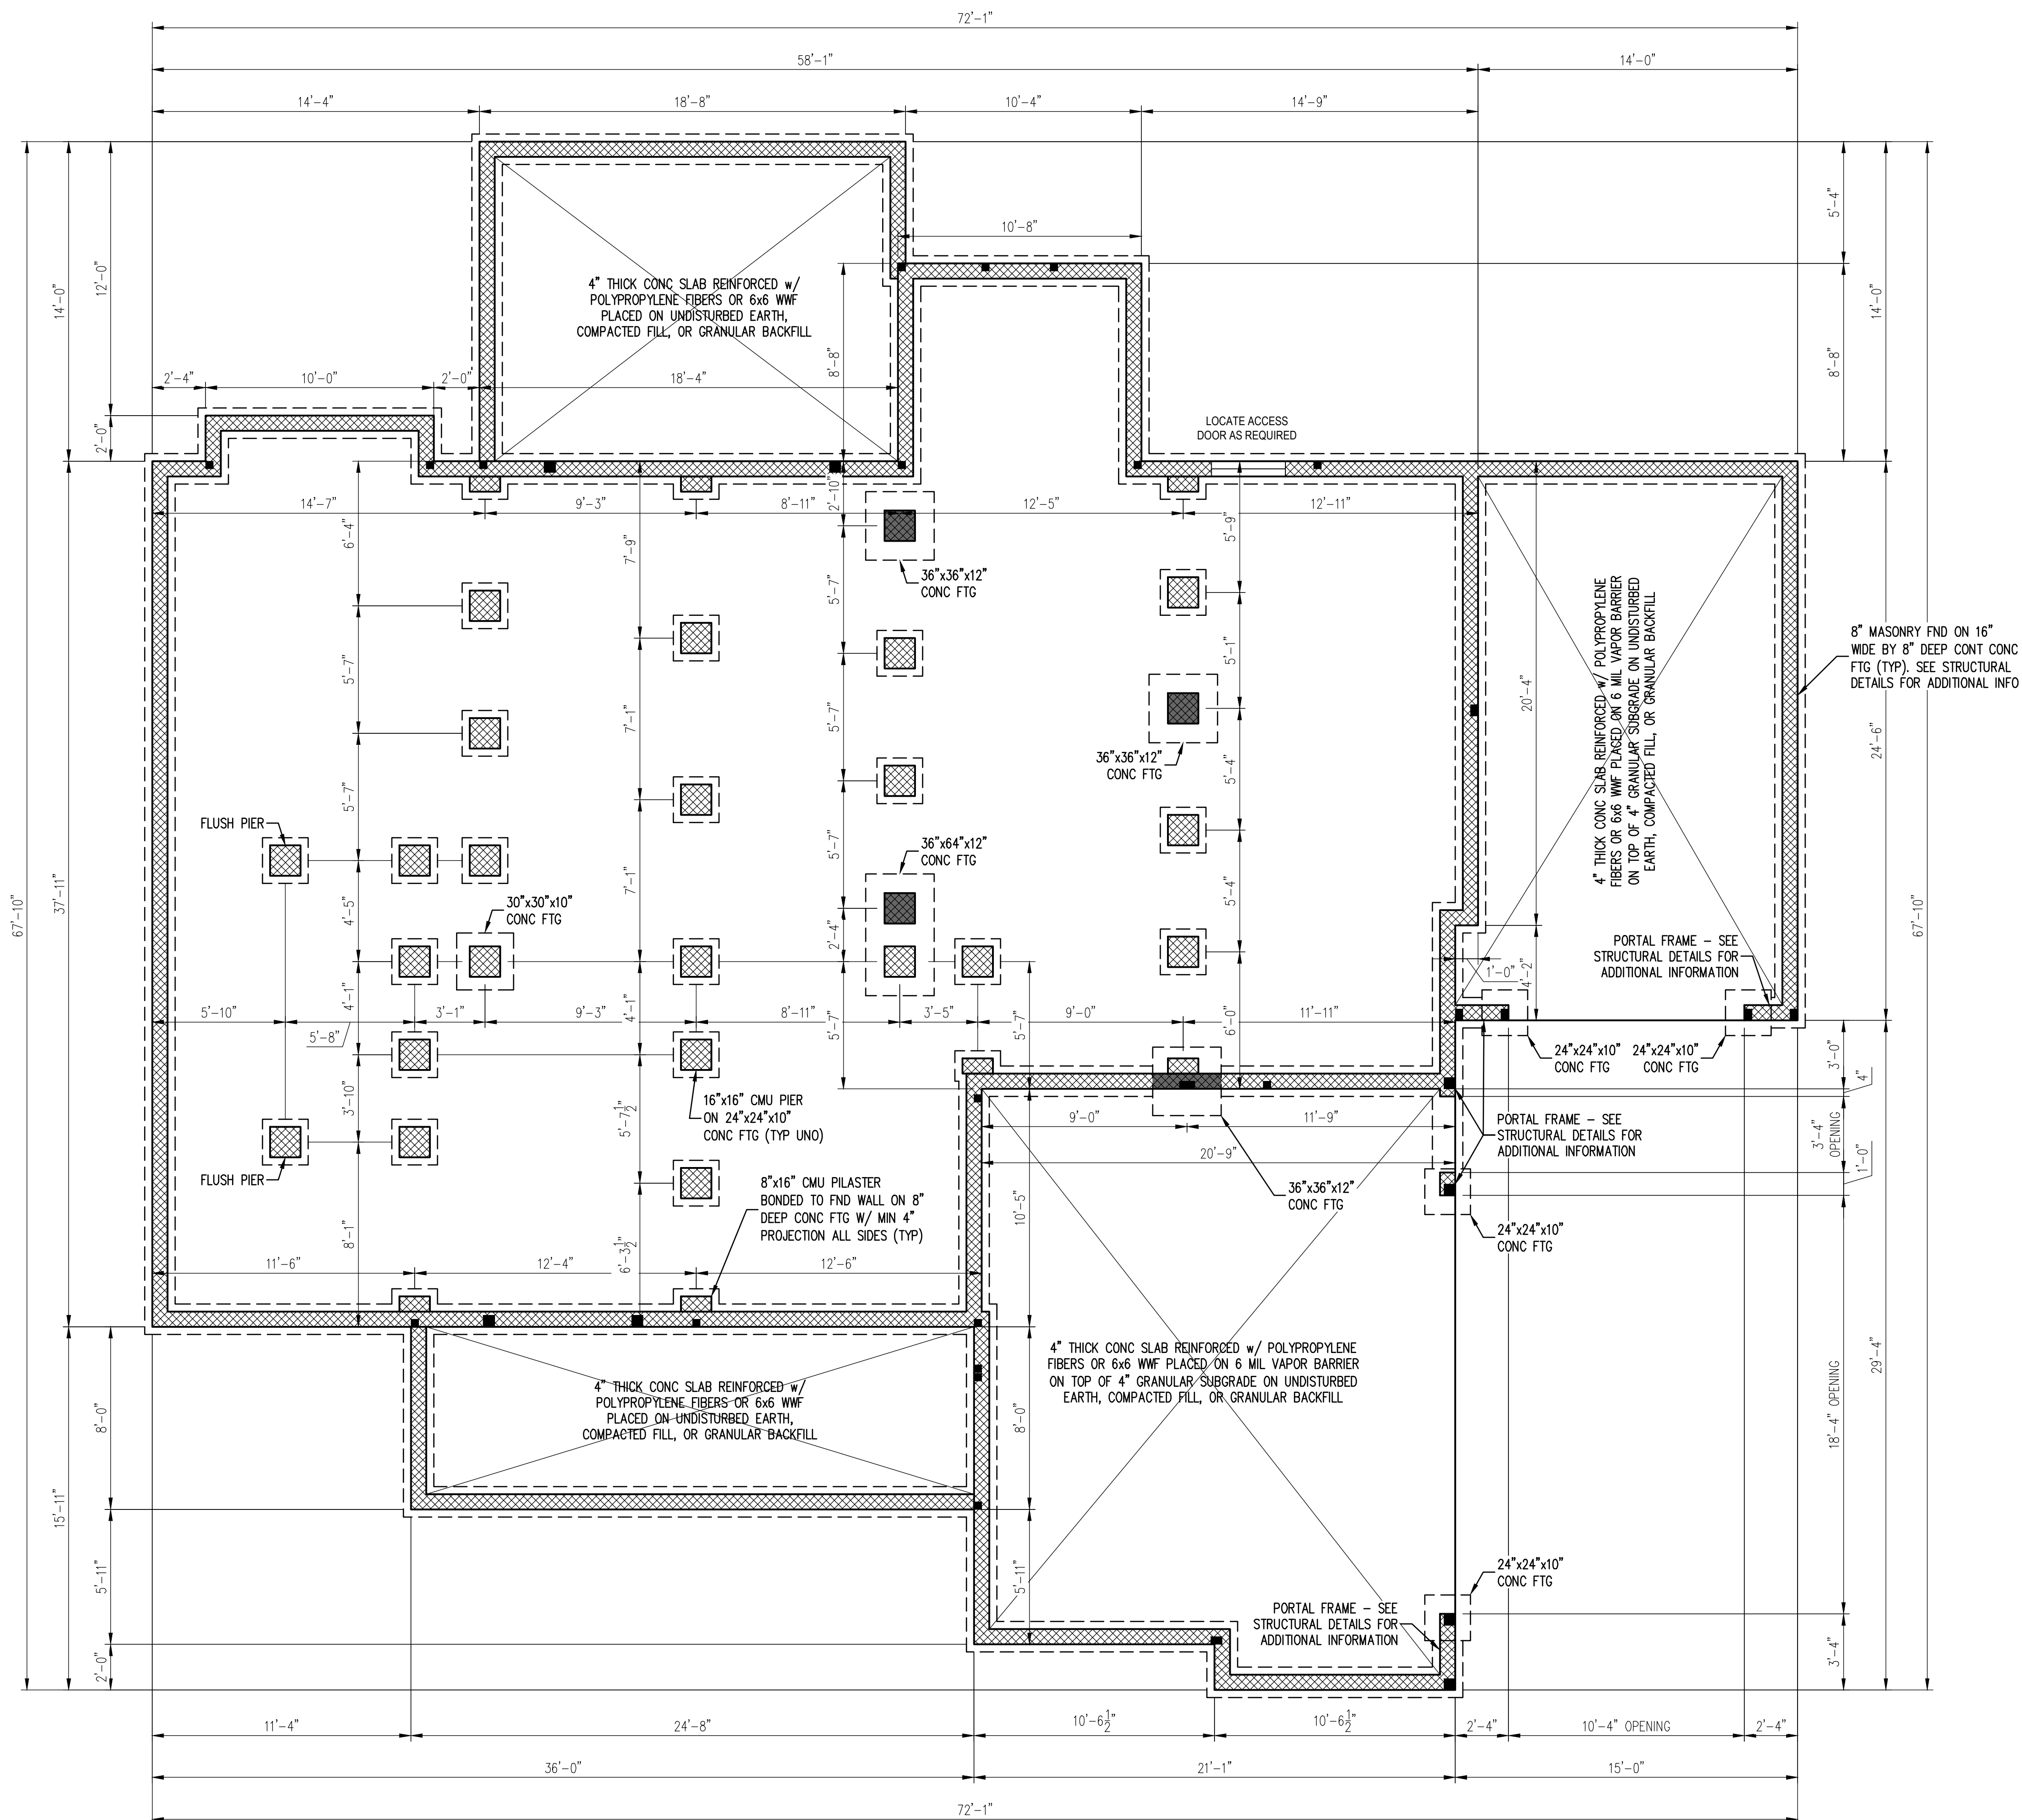 72'-1"
58'-1"
14'-0"
14'-4"
18'-8"
10'-4"
14'-9"
10'-8"
5'-4"
8'-8"
14'-0"
14'-0"
12'-0"
2'-0"
4" THICK CONC SLAB REINFORCED w/
POLYPROPYLENE FIBERS OR 6x6 WWF
PLACED ON UNDISTURBED EARTH,
COMPACTED FILL, OR GRANULAR BACKFILL
8'-8"
2'-4"
10'-0"
2'-0"
18'-4"
LOCATE ACCESS
DOOR AS REQUIRED
14'-7"
9'-3"
8'-11"
12'-5"
12'-11"
6'-4"
7'-9"
2'-10"
5'-9"
36"x36"x12"
CONC FTG
5'-7"
5'-7"
7'-1"
5'-7"
5'-1"
36"x36"x12"
CONC FTG
20'-4"
4" THICK CONC SLAB REINFORCED w/ POLYPROPYLENE
FIBERS OR 6x6 WWF PLACED ON 6 MIL VAPOR BARRIER
ON TOP OF 4" GRANULAR SUBGRADE ON UNDISTURBED
EARTH, COMPACTED FILL, OR GRANULAR BACKFILL
8" MASONRY FND ON 16"
WIDE BY 8" DEEP CONT CONC
FTG (TYP). SEE STRUCTURAL
DETAILS FOR ADDITIONAL INFO
24'-6"
5'-7"
5'-4"
FLUSH PIER
36"x64"x12"
CONC FTG
5'-7"
67'-10"
37'-11"
67'-10"
4'-5"
7'-1"
5'-4"
30"x30"x10"
CONC FTG
2'-4"
PORTAL FRAME – SEE
STRUCTURAL DETAILS FOR
ADDITIONAL INFORMATION
1'-0"
4'-2"
5'-10"
5'-8"
4'-1"
3'-1"
9'-3"
4'-1"
8'-11"
5'-7"
3'-5"
5'-7"
9'-0"
6'-0"
11'-11"
24"x24"x10"
CONC FTG
24"x24"x10"
CONC FTG
3'-0"
4"
3'-10"
16"x16" CMU PIER
ON 24"x24"x10"
CONC FTG (TYP UNO)
5'-7 1/2"
9'-0"
11'-9"
20'-9"
PORTAL FRAME – SEE
STRUCTURAL DETAILS FOR
ADDITIONAL INFORMATION
3'-4"
OPENING
1'-0"
FLUSH PIER
8"x16" CMU PILASTER
BONDED TO FND WALL ON 8"
DEEP CONC FTG W/ MIN 4"
PROJECTION ALL SIDES (TYP)
36"x36"x12"
CONC FTG
24"x24"x10"
CONC FTG
10'-5"
8'-1"
6'-3 1/2"
11'-6"
12'-4"
12'-6"
4" THICK CONC SLAB REINFORCED w/
POLYPROPYLENE FIBERS OR 6x6 WWF
PLACED ON UNDISTURBED EARTH,
COMPACTED FILL, OR GRANULAR BACKFILL
4" THICK CONC SLAB REINFORCED w/ POLYPROPYLENE
FIBERS OR 6x6 WWF PLACED ON 6 MIL VAPOR BARRIER
ON TOP OF 4" GRANULAR SUBGRADE ON UNDISTURBED
EARTH, COMPACTED FILL, OR GRANULAR BACKFILL
8'-0"
8'-0"
18'-4" OPENING
29'-4"
15'-11"
5'-11"
5'-11"
2'-0"
24"x24"x10"
CONC FTG
PORTAL FRAME – SEE
STRUCTURAL DETAILS FOR
ADDITIONAL INFORMATION
3'-4"
11'-4"
24'-8"
10'-6 1/2"
10'-6 1/2"
2'-4"
10'-4" OPENING
2'-4"
36'-0"
21'-1"
15'-0"
72'-1"